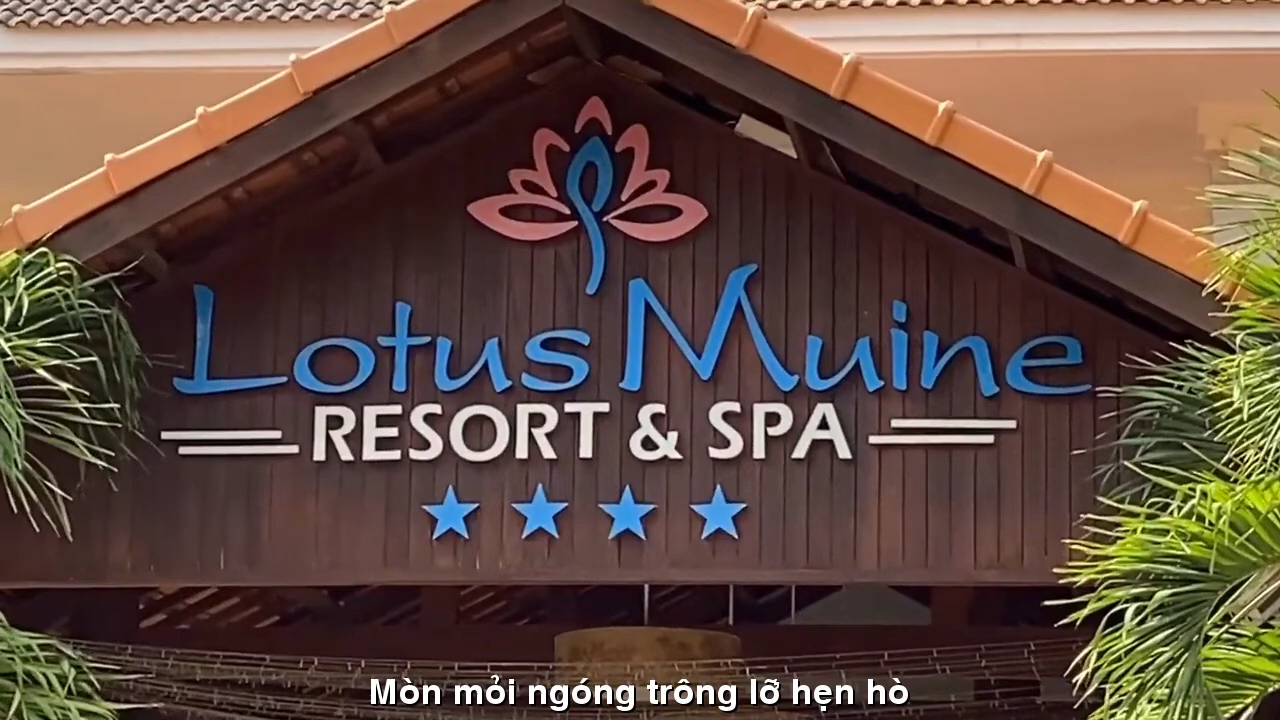 Lotus Muine
RESORT & SPA
Mòn mỏi ngóng trông lỡ hẹn hò